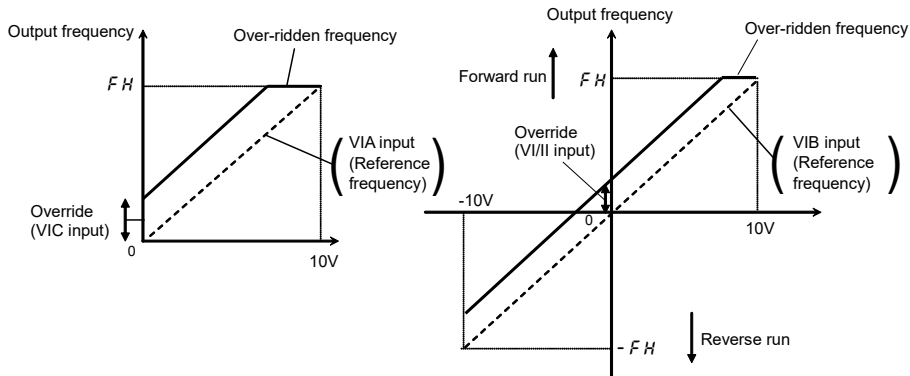 Output frequency
Over-ridden frequency
FH
VIA input
(Reference
frequency)
Override
(VIC input)
0
10V
Output frequency
Over-ridden frequency
Forward run
FH
Override
(VI/II input)
VIB input
(Reference
frequency)
-10V
0
10V
-FH
Reverse run